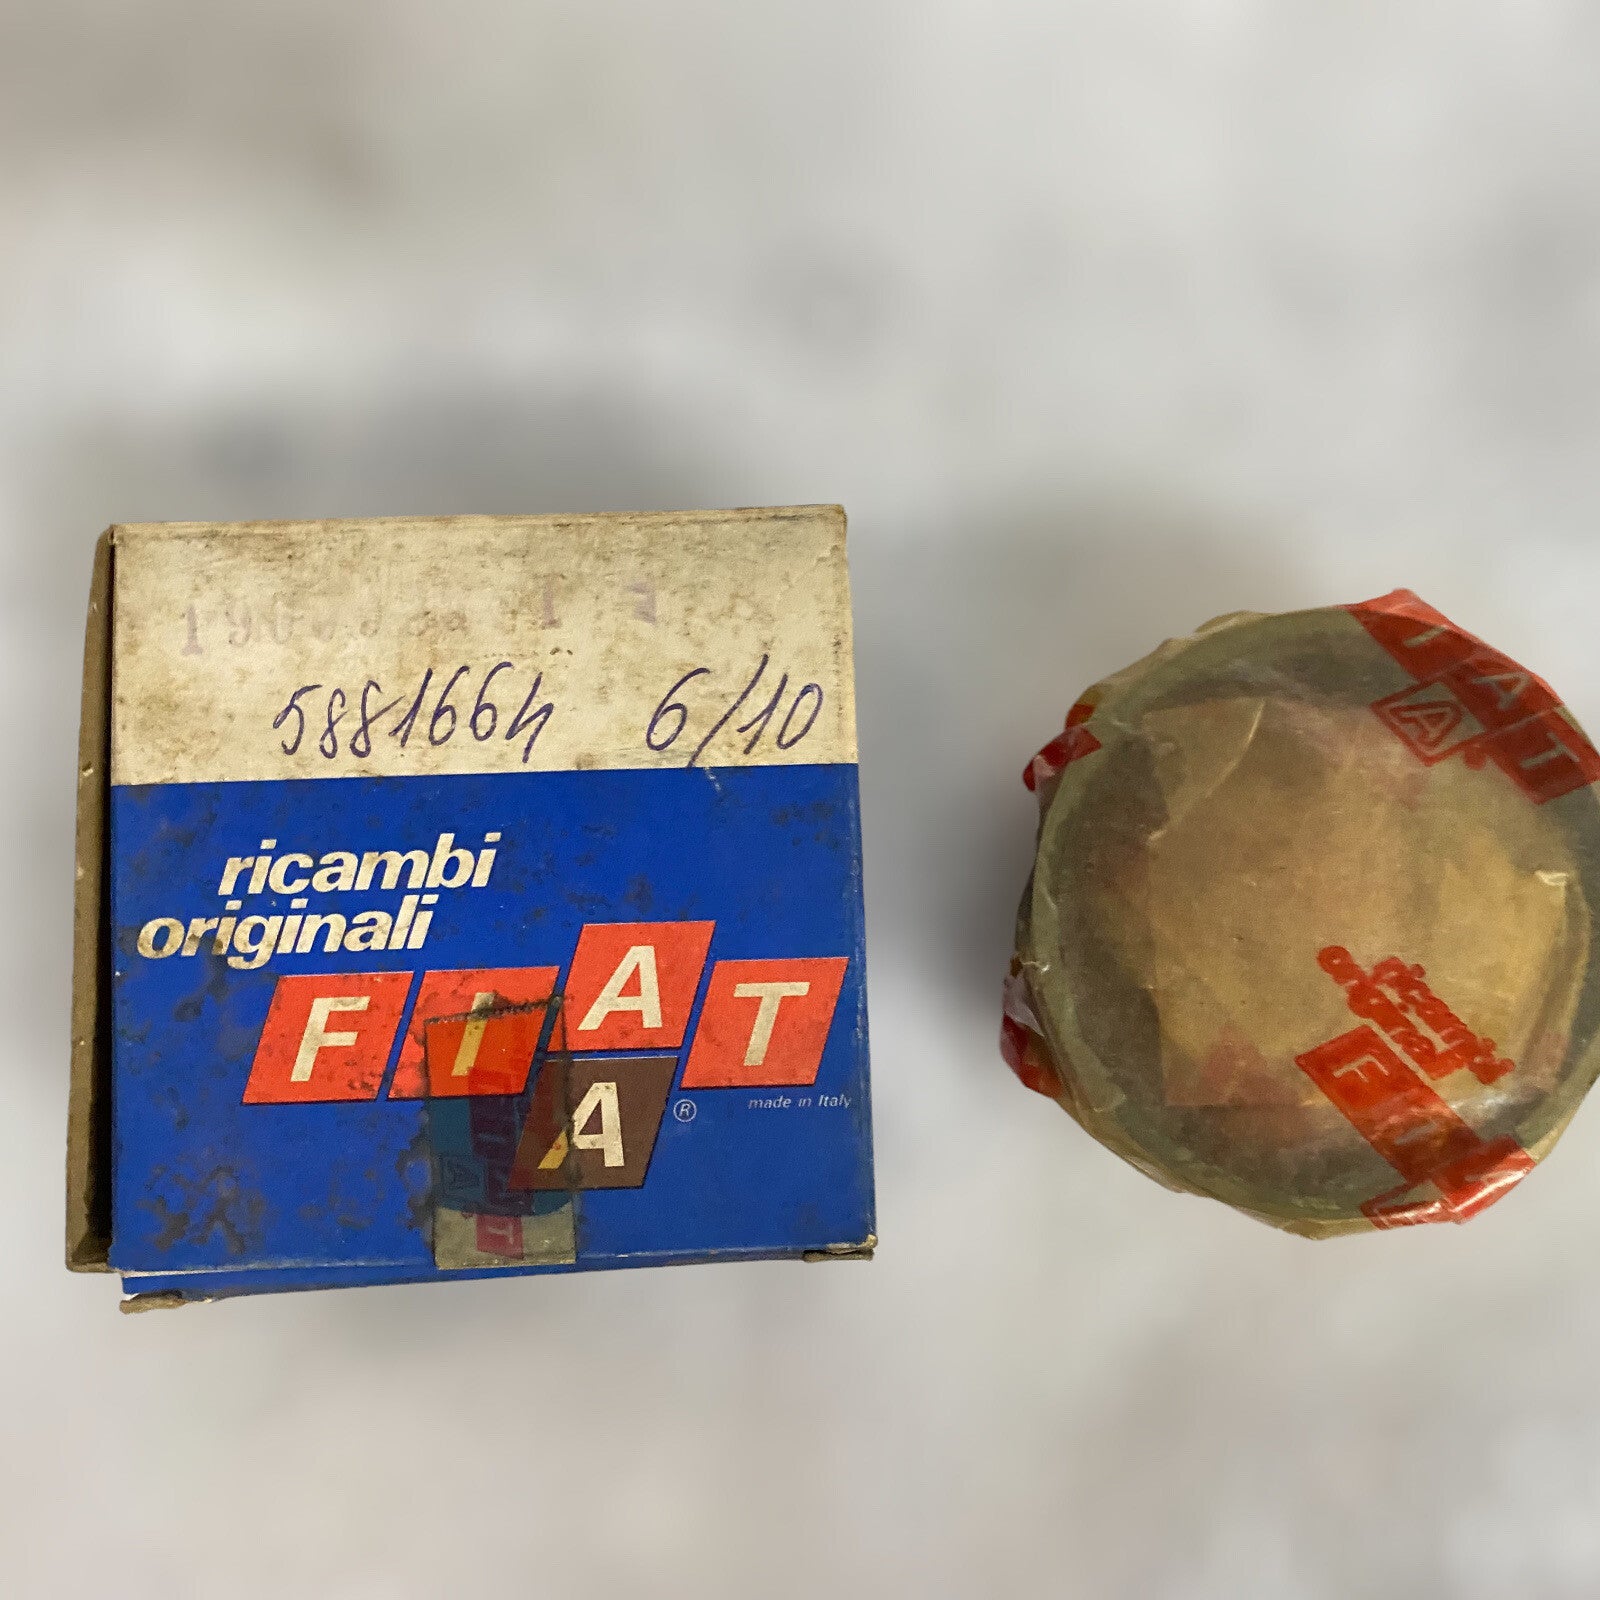 5881664 6/10
ricambi
originali
FIAT
A ®
made in Italy
FIAT
A
ricambi
originali
FIAT